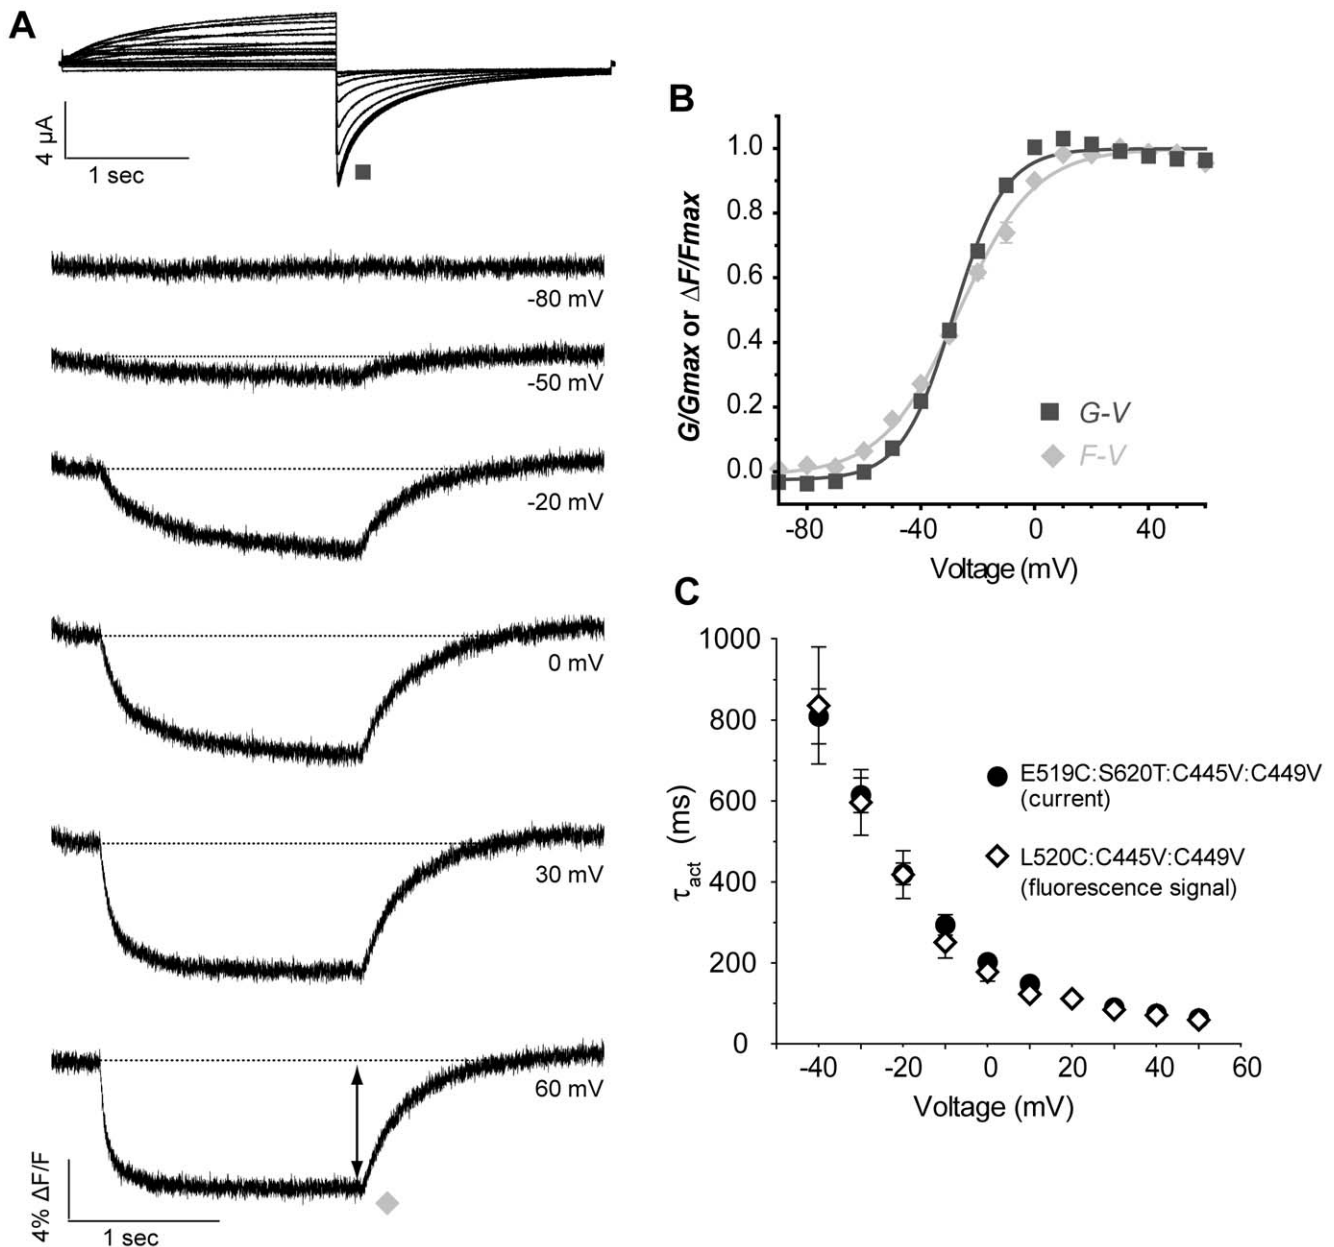 A
4 μA
1 sec
-80 mV
-50 mV
-20 mV
0 mV
30 mV
60 mV
4% ΔF/F
1 sec
B
G/Gmax or ΔF/Fmax
1.0
0.8
0.6
0.4
0.2
0.0
G-V
F-V
-80 -40 0 40
Voltage (mV)
C
τact (ms)
1000
800
600
400
200
0
E519C:S620T:C445V:C449V
(current)
L520C:C445V:C449V
(fluorescence signal)
-40 -20 0 20 40 60
Voltage (mV)